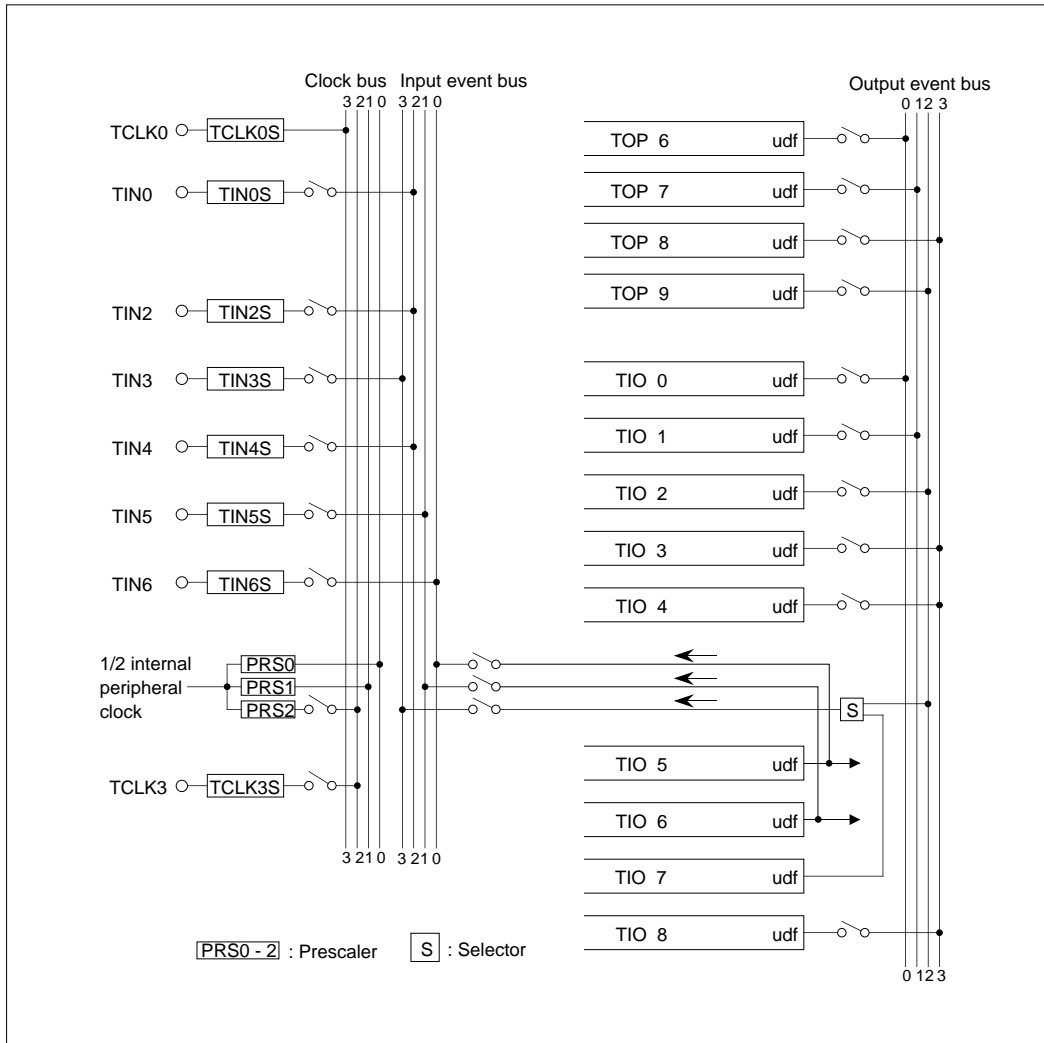 Clock bus Input event bus
3 2 1 0 3 2 1 0
Output event bus
0 1 2 3
TCLK0 TCLK0S
TIN0 TIN0S
TIN2 TIN2S
TIN3 TIN3S
TIN4 TIN4S
TIN5 TIN5S
TIN6 TIN6S
1/2 internal
peripheral
clock
PRS0
PRS1
PRS2
TCLK3 TCLK3S
3 2 1 0 3 2 1 0
TOP 6 udf
TOP 7 udf
TOP 8 udf
TOP 9 udf
TIO 0 udf
TIO 1 udf
TIO 2 udf
TIO 3 udf
TIO 4 udf
S
TIO 5 udf
TIO 6 udf
TIO 7 udf
TIO 8 udf
0 1 2 3
PRS0 - 2 : Prescaler S : Selector